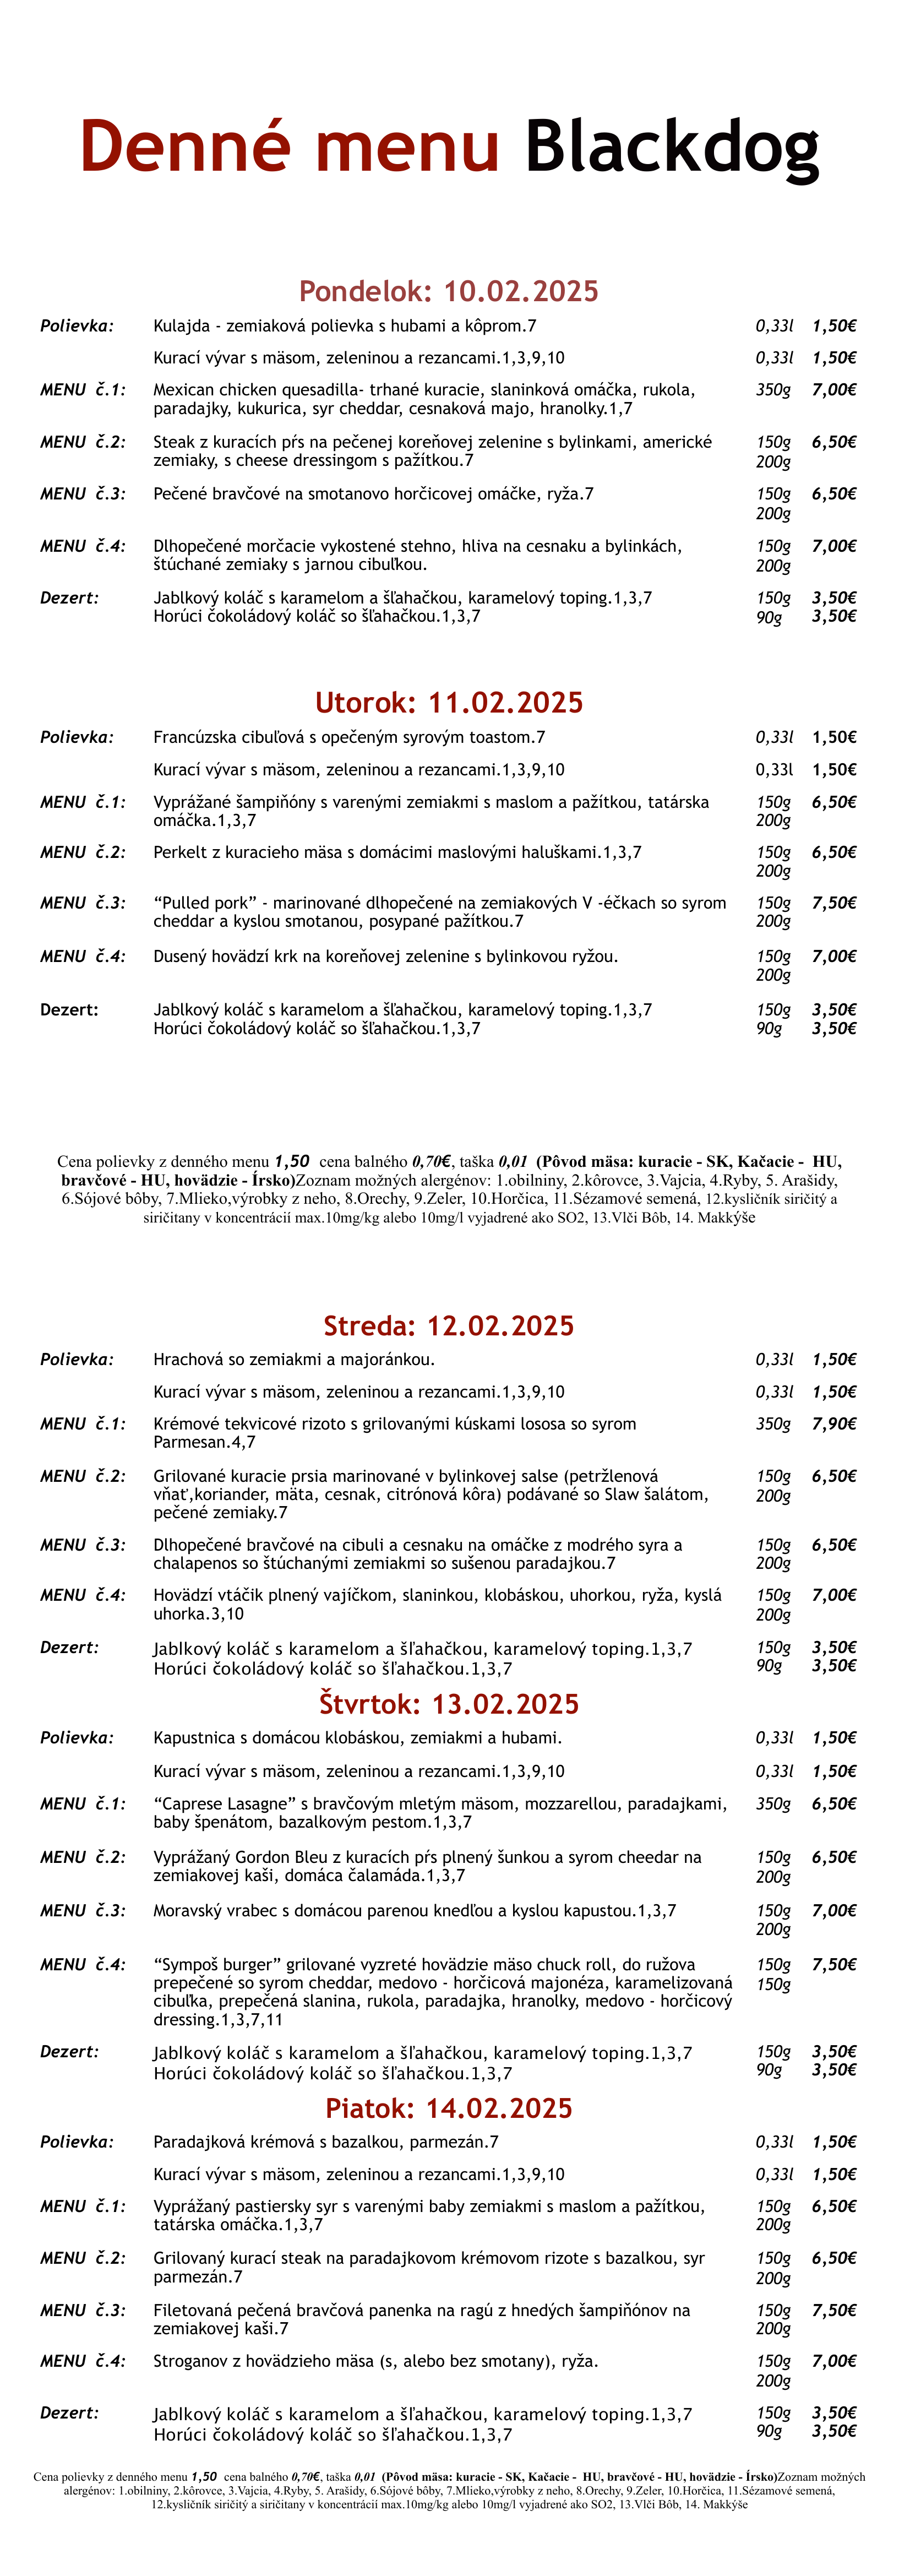 Denné menu Blackdog
Pondelok: 10.02.2025
Polievka: Kulajda - zemiaková polievka s hubami a kôprom.7 0,33l 1,50€
Kurací vývar s mäsom, zeleninou a rezancami.1,3,9,10 0,33l 1,50€
MENU č.1: Mexican chicken quesadilla- trhané kuracie, slaninková omáčka, rukola, 350g 7,00€
paradajky, kukurica, syr cheddar, cesnaková majo, hranolky.1,7
MENU č.2: Steak z kuracích pŕs na pečenej koreňovej zelenine s bylinkami, americké 150g 6,50€
zemiaky, s cheese dressingom s pažítkou.7 200g
MENU č.3: Pečené bravčové na smotanovo horčicovej omáčke, ryža.7 150g 6,50€
200g
MENU č.4: Dlhopečené morčacie vykostené stehno, hliva na cesnaku a bylinkách, 150g 7,00€
štúchané zemiaky s jarnou cibuľkou. 200g
Dezert: Jablkový koláč s karamelom a šľahačkou, karamelový toping.1,3,7 150g 3,50€
Horúci čokoládový koláč so šľahačkou.1,3,7 90g 3,50€
Utorok: 11.02.2025
Polievka: Francúzska cibuľová s opečeným syrovým toastom.7 0,33l 1,50€
Kurací vývar s mäsom, zeleninou a rezancami.1,3,9,10 0,33l 1,50€
MENU č.1: Vyprážané šampiňóny s varenými zemiakmi s maslom a pažítkou, tatárska 150g 6,50€
omáčka.1,3,7 200g
MENU č.2: Perkelt z kuracieho mäsa s domácimi maslovými haluškami.1,3,7 150g 6,50€
200g
MENU č.3: “Pulled pork” - marinované dlhopečené na zemiakových V -éčkach so syrom 150g 7,50€
cheddar a kyslou smotanou, posypané pažítkou.7 200g
MENU č.4: Dusený hovädzí krk na koreňovej zelenine s bylinkovou ryžou. 150g 7,00€
200g
Dezert: Jablkový koláč s karamelom a šľahačkou, karamelový toping.1,3,7 150g 3,50€
Horúci čokoládový koláč so šľahačkou.1,3,7 90g 3,50€
Cena polievky z denného menu 1,50 cena balného 0,70€, taška 0,01 (Pôvod mäsa: kuracie - SK, Kačacie - HU,
bravčové - HU, hovädzie - Írsko)Zoznam možných alergénov: 1.obilniny, 2.kôrovce, 3.Vajcia, 4.Ryby, 5. Arašidy,
6.Sójové bôby, 7.Mlieko,výrobky z neho, 8.Orechy, 9.Zeler, 10.Horčica, 11.Sézamové semená, 12.kysličník siričitý a
siričitany v koncentrácií max.10mg/kg alebo 10mg/l vyjadrené ako SO2, 13.Vlči Bôb, 14. Makkýše
Streda: 12.02.2025
Polievka: Hrachová so zemiakmi a majoránkou. 0,33l 1,50€
Kurací vývar s mäsom, zeleninou a rezancami.1,3,9,10 0,33l 1,50€
MENU č.1: Krémové tekvicové rizoto s grilovanými kúskami lososa so syrom 350g 7,90€
Parmesan.4,7
MENU č.2: Grilované kuracie prsia marinované v bylinkovej salse (petržlenová 150g 6,50€
vňať,koriander, mäta, cesnak, citrónová kôra) podávané so Slaw šalátom, 200g
pečené zemiaky.7
MENU č.3: Dlhopečené bravčové na cibuli a cesnaku na omáčke z modrého syra a 150g 6,50€
chalapenos so štúchanými zemiakmi so sušenou paradajkou.7 200g
MENU č.4: Hovädzí vtáčik plnený vajíčkom, slaninkou, klobáskou, uhorkou, ryža, kyslá 150g 7,00€
uhorka.3,10 200g
Dezert: Jablkový koláč s karamelom a šľahačkou, karamelový toping.1,3,7 150g 3,50€
Horúci čokoládový koláč so šľahačkou.1,3,7 90g 3,50€
Štvrtok: 13.02.2025
Polievka: Kapustnica s domácou klobáskou, zemiakmi a hubami. 0,33l 1,50€
Kurací vývar s mäsom, zeleninou a rezancami.1,3,9,10 0,33l 1,50€
MENU č.1: “Caprese Lasagne” s bravčovým mletým mäsom, mozzarellou, paradajkami, 350g 6,50€
baby špenátom, bazalkovým pestom.1,3,7
MENU č.2: Vyprážaný Gordon Bleu z kuracích pŕs plnený šunkou a syrom cheedar na 150g 6,50€
zemiakovej kaši, domáca čalamáda.1,3,7 200g
MENU č.3: Moravský vrabec s domácou parenou knedľou a kyslou kapustou.1,3,7 150g 7,00€
200g
MENU č.4: “Sympoš burger” grilované vyzreté hovädzie mäso chuck roll, do ružova 150g 7,50€
prepečené so syrom cheddar, medovo - horčicová majonéza, karamelizovaná 150g
cibuľka, prepečená slanina, rukola, paradajka, hranolky, medovo - horčicový
dressing.1,3,7,11
Dezert: Jablkový koláč s karamelom a šľahačkou, karamelový toping.1,3,7 150g 3,50€
Horúci čokoládový koláč so šľahačkou.1,3,7 90g 3,50€
Piatok: 14.02.2025
Polievka: Paradajková krémová s bazalkou, parmezán.7 0,33l 1,50€
Kurací vývar s mäsom, zeleninou a rezancami.1,3,9,10 0,33l 1,50€
MENU č.1: Vyprážaný pastiersky syr s varenými baby zemiakmi s maslom a pažítkou, 150g 6,50€
tatárska omáčka.1,3,7 200g
MENU č.2: Grilovaný kurací steak na paradajkovom krémovom rizote s bazalkou, syr 150g 6,50€
parmezán.7 200g
MENU č.3: Filetovaná pečená bravčová panenka na ragú z hnedých šampiňónov na 150g 7,50€
zemiakovej kaši.7 200g
MENU č.4: Stroganov z hovädzieho mäsa (s, alebo bez smotany), ryža. 150g 7,00€
200g
Dezert: Jablkový koláč s karamelom a šľahačkou, karamelový toping.1,3,7 150g 3,50€
Horúci čokoládový koláč so šľahačkou.1,3,7 90g 3,50€
Cena polievky z denného menu 1,50 cena balného 0,70€, taška 0,01 (Pôvod mäsa: kuracie - SK, Kačacie - HU, bravčové - HU, hovädzie - Írsko)Zoznam možných
alergénov: 1.obilniny, 2.kôrovce, 3.Vajcia, 4.Ryby, 5. Arašidy, 6.Sójové bôby, 7.Mlieko,výrobky z neho, 8.Orechy, 9.Zeler, 10.Horčica, 11.Sézamové semená,
12.kysličník siričitý a siričitany v koncentrácií max.10mg/kg alebo 10mg/l vyjadrené ako SO2, 13.Vlči Bôb, 14. Makkýše